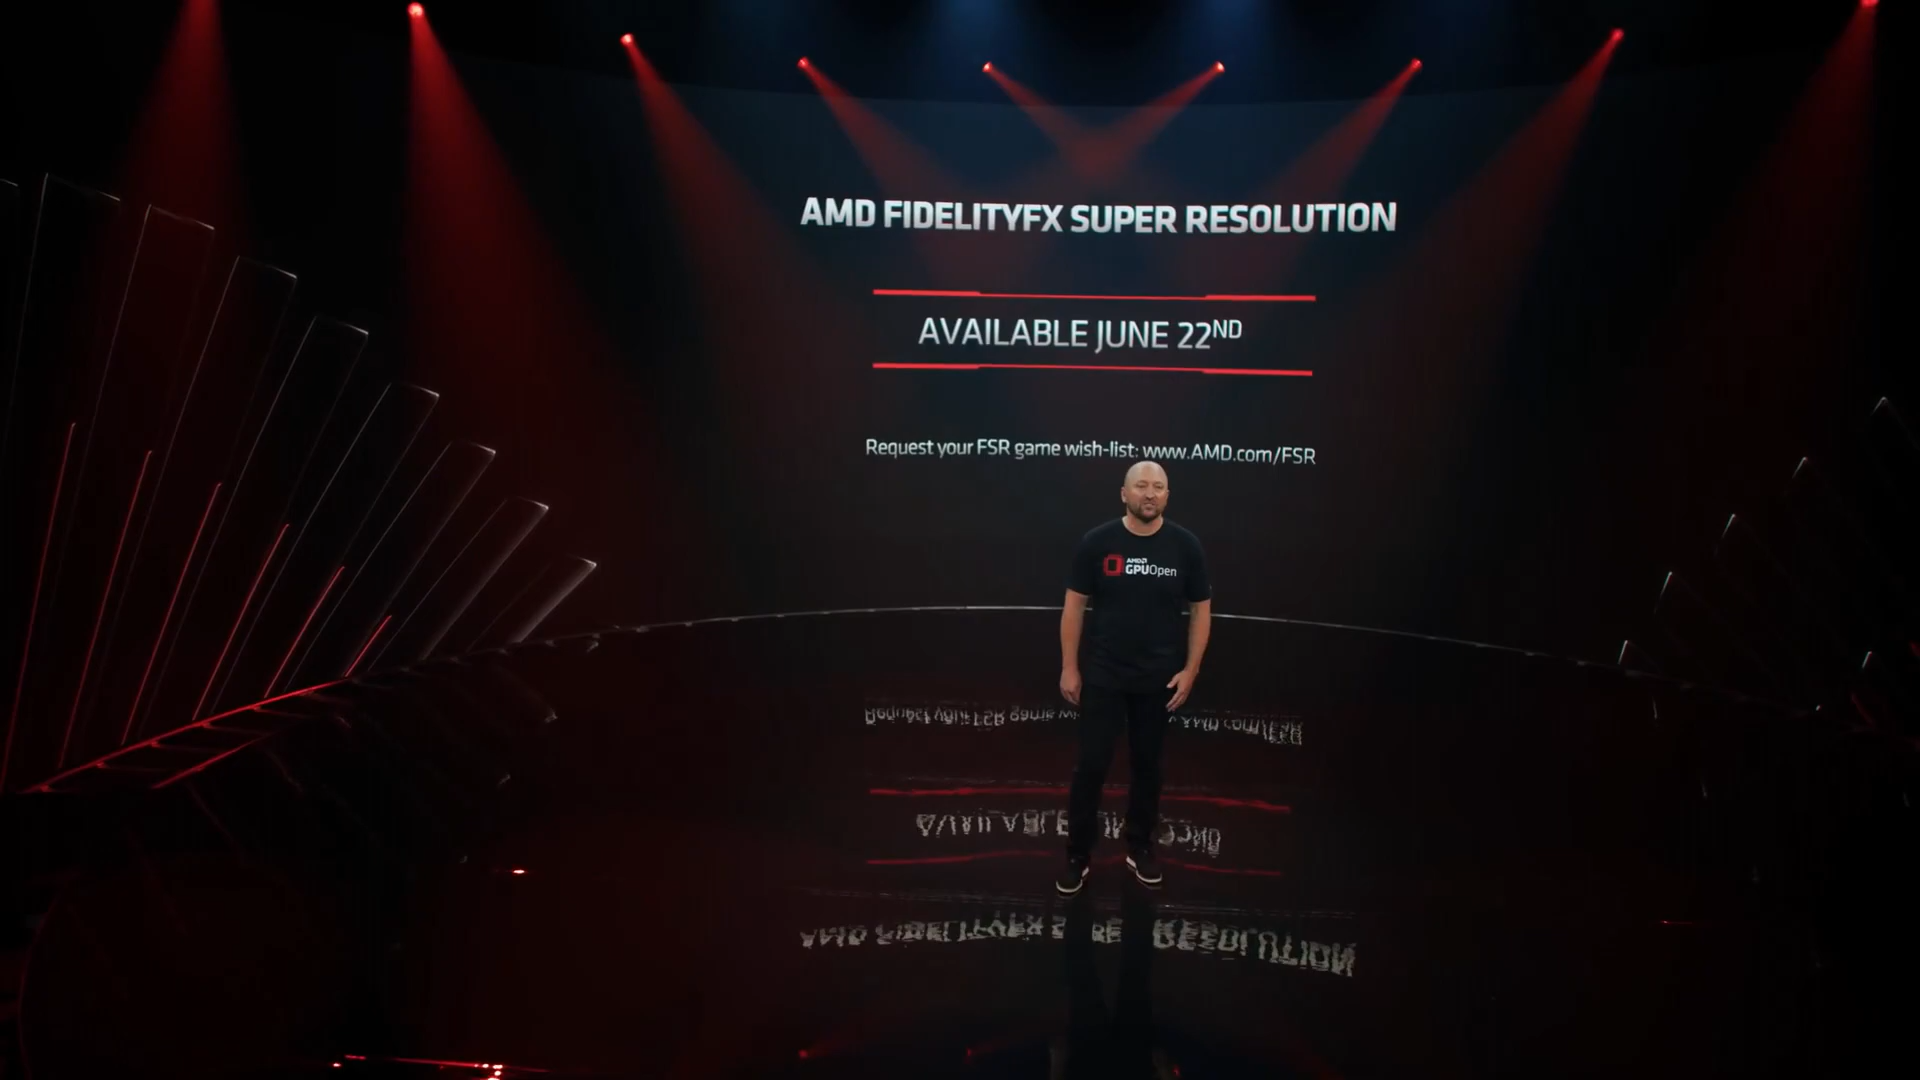 AMD FIDELITYFX SUPER RESOLUTION
AVAILABLE JUNE 22ND
Request your FSR game wish-list: www.AMD.com/FSR
AMD
GPUOpen